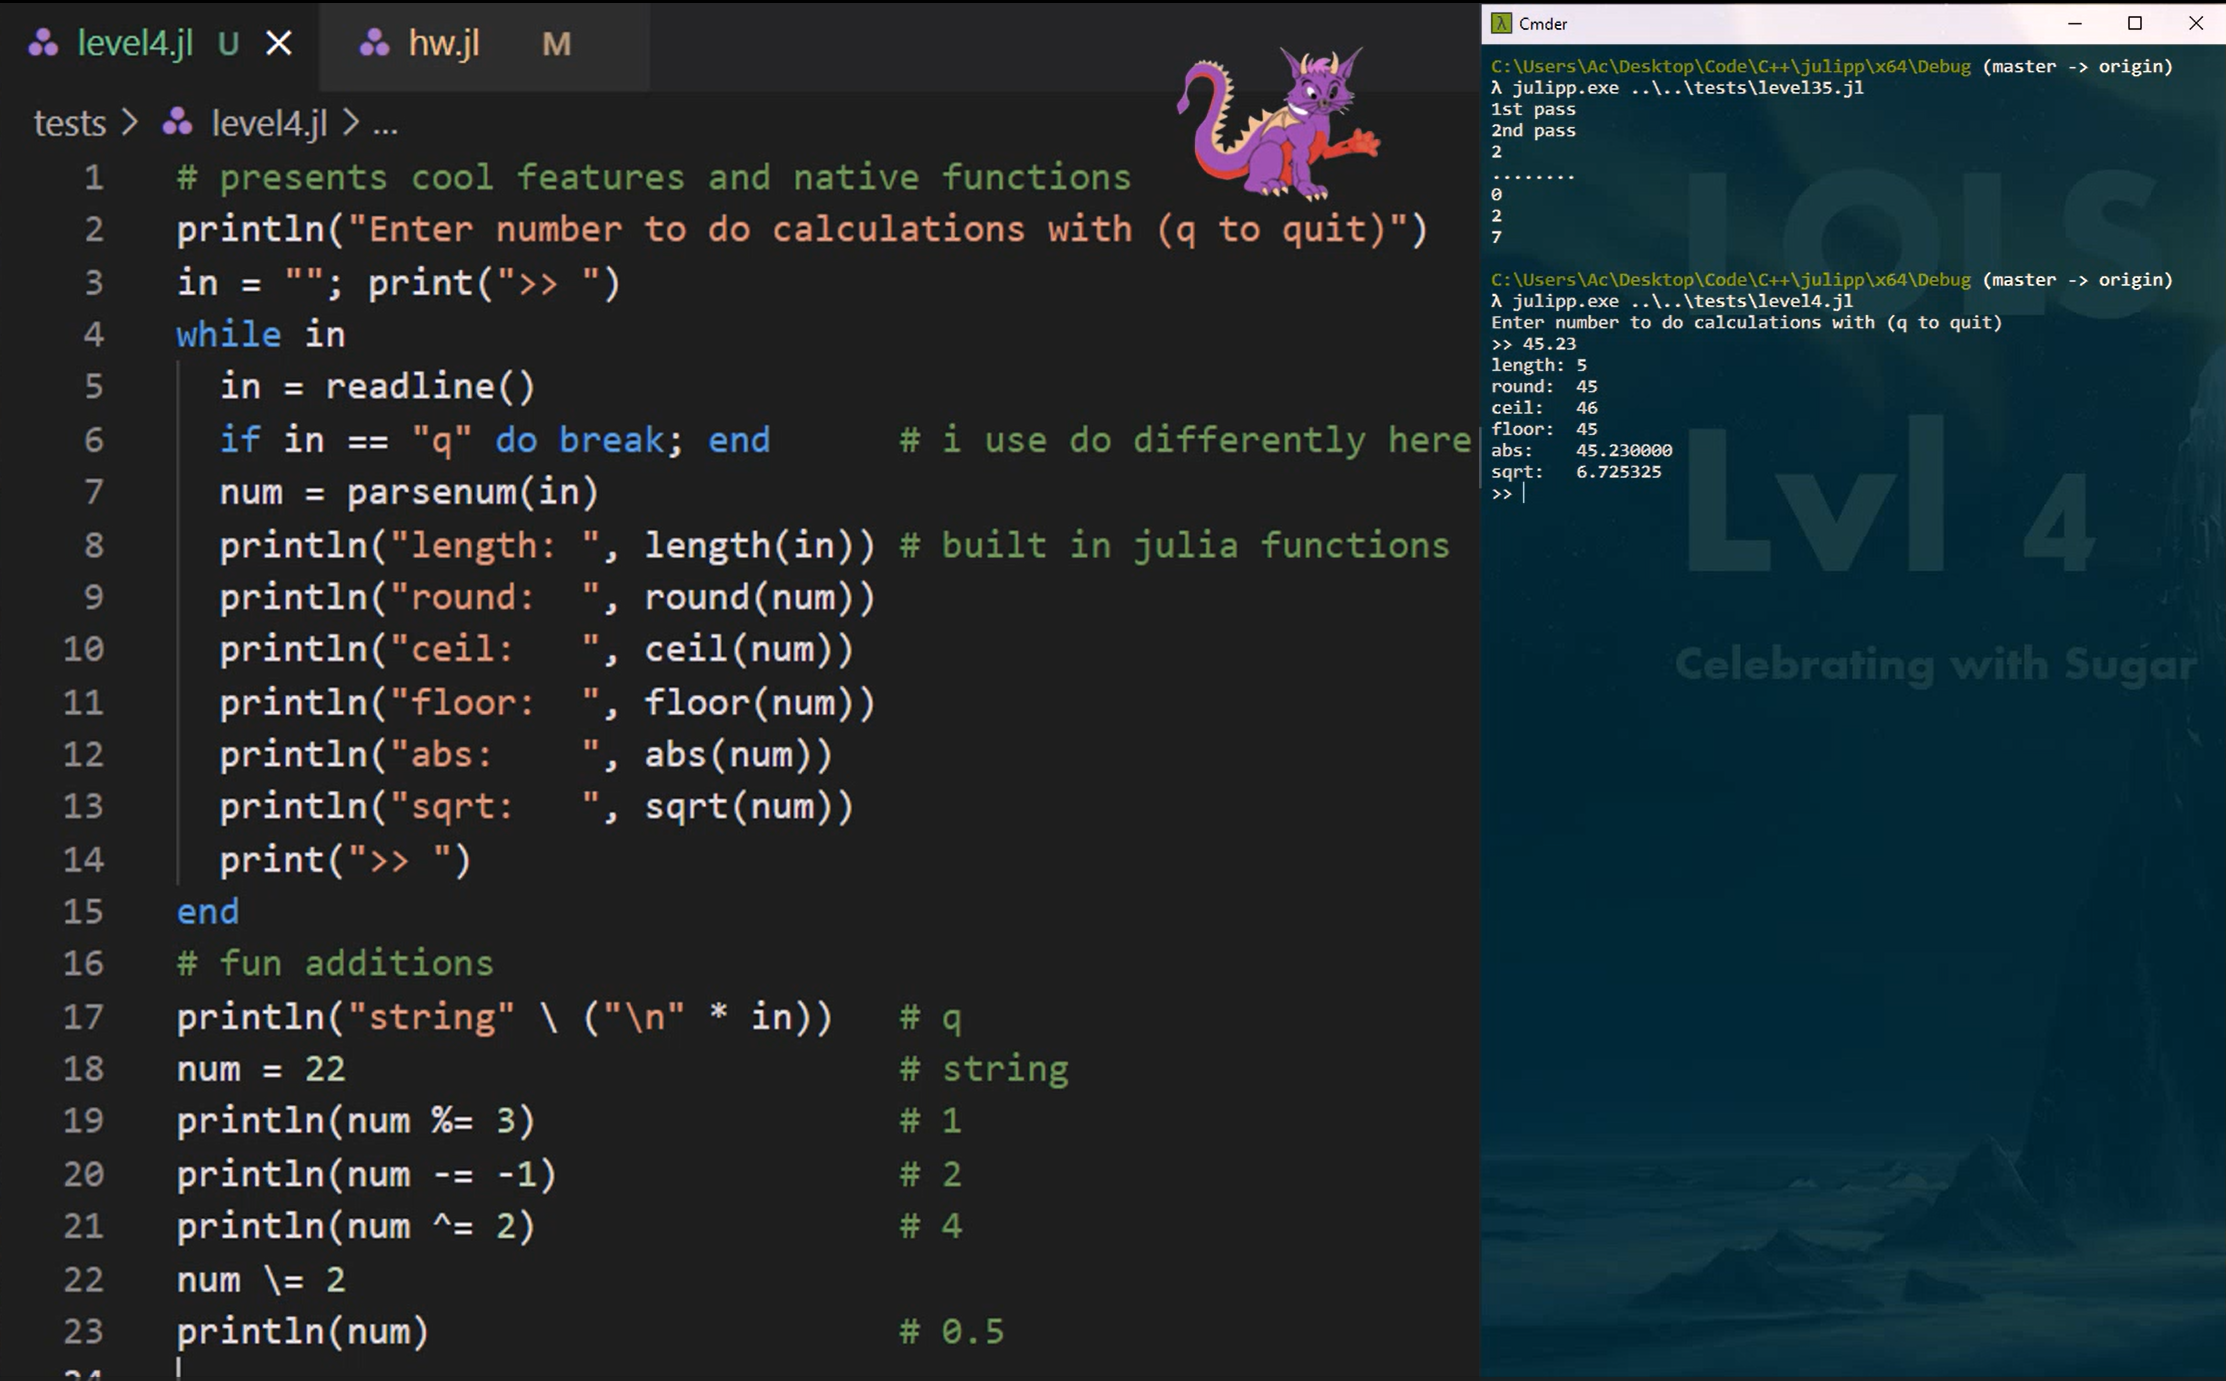 level4.jl U
hw.jl M
tests > level4.jl > ...
1 # presents cool features and native functions
2 println("Enter number to do calculations with (q to quit)")
3 in = ""; print(">> ")
4 while in
5 in = readline()
6 if in == "q" do break; end # i use do differently here
7 num = parsenum(in)
8 println("length: ", length(in)) # built in julia functions
9 println("round:  ", round(num))
10 println("ceil:   ", ceil(num))
11 println("floor:  ", floor(num))
12 println("abs:    ", abs(num))
13 println("sqrt:   ", sqrt(num))
14 print(">> ")
15 end
16 # fun additions
17 println("string" \ ("\n" * in)) # q
18 num = 22 # string
19 println(num %= 3) # 1
20 println(num -= -1) # 2
21 println(num ^= 2) # 4
22 num \= 2
23 println(num) # 0.5
Cmder
C:\Users\Ac\Desktop\Code\C++\julipp\x64\Debug (master -> origin)
λ julipp.exe ..\..\tests\level35.jl
1st pass
2nd pass
2
........
0
2
7
C:\Users\Ac\Desktop\Code\C++\julipp\x64\Debug (master -> origin)
λ julipp.exe ..\..\tests\level4.jl
Enter number to do calculations with (q to quit)
>> 45.23
length: 5
round:  45
ceil:   46
floor:  45
abs:    45.230000
sqrt:   6.725325
>>
LOLS
Lvl 4
Celebrating with Sugar